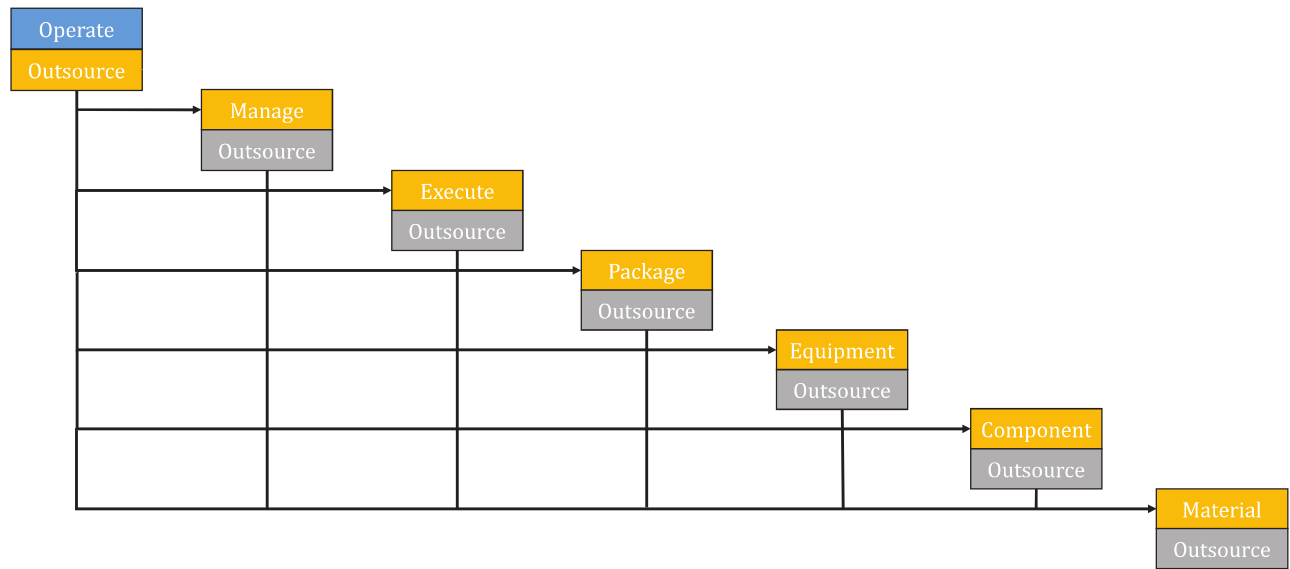 Operate
Outsource
Manage
Outsource
Execute
Outsource
Package
Outsource
Equipment
Outsource
Component
Outsource
Material
Outsource